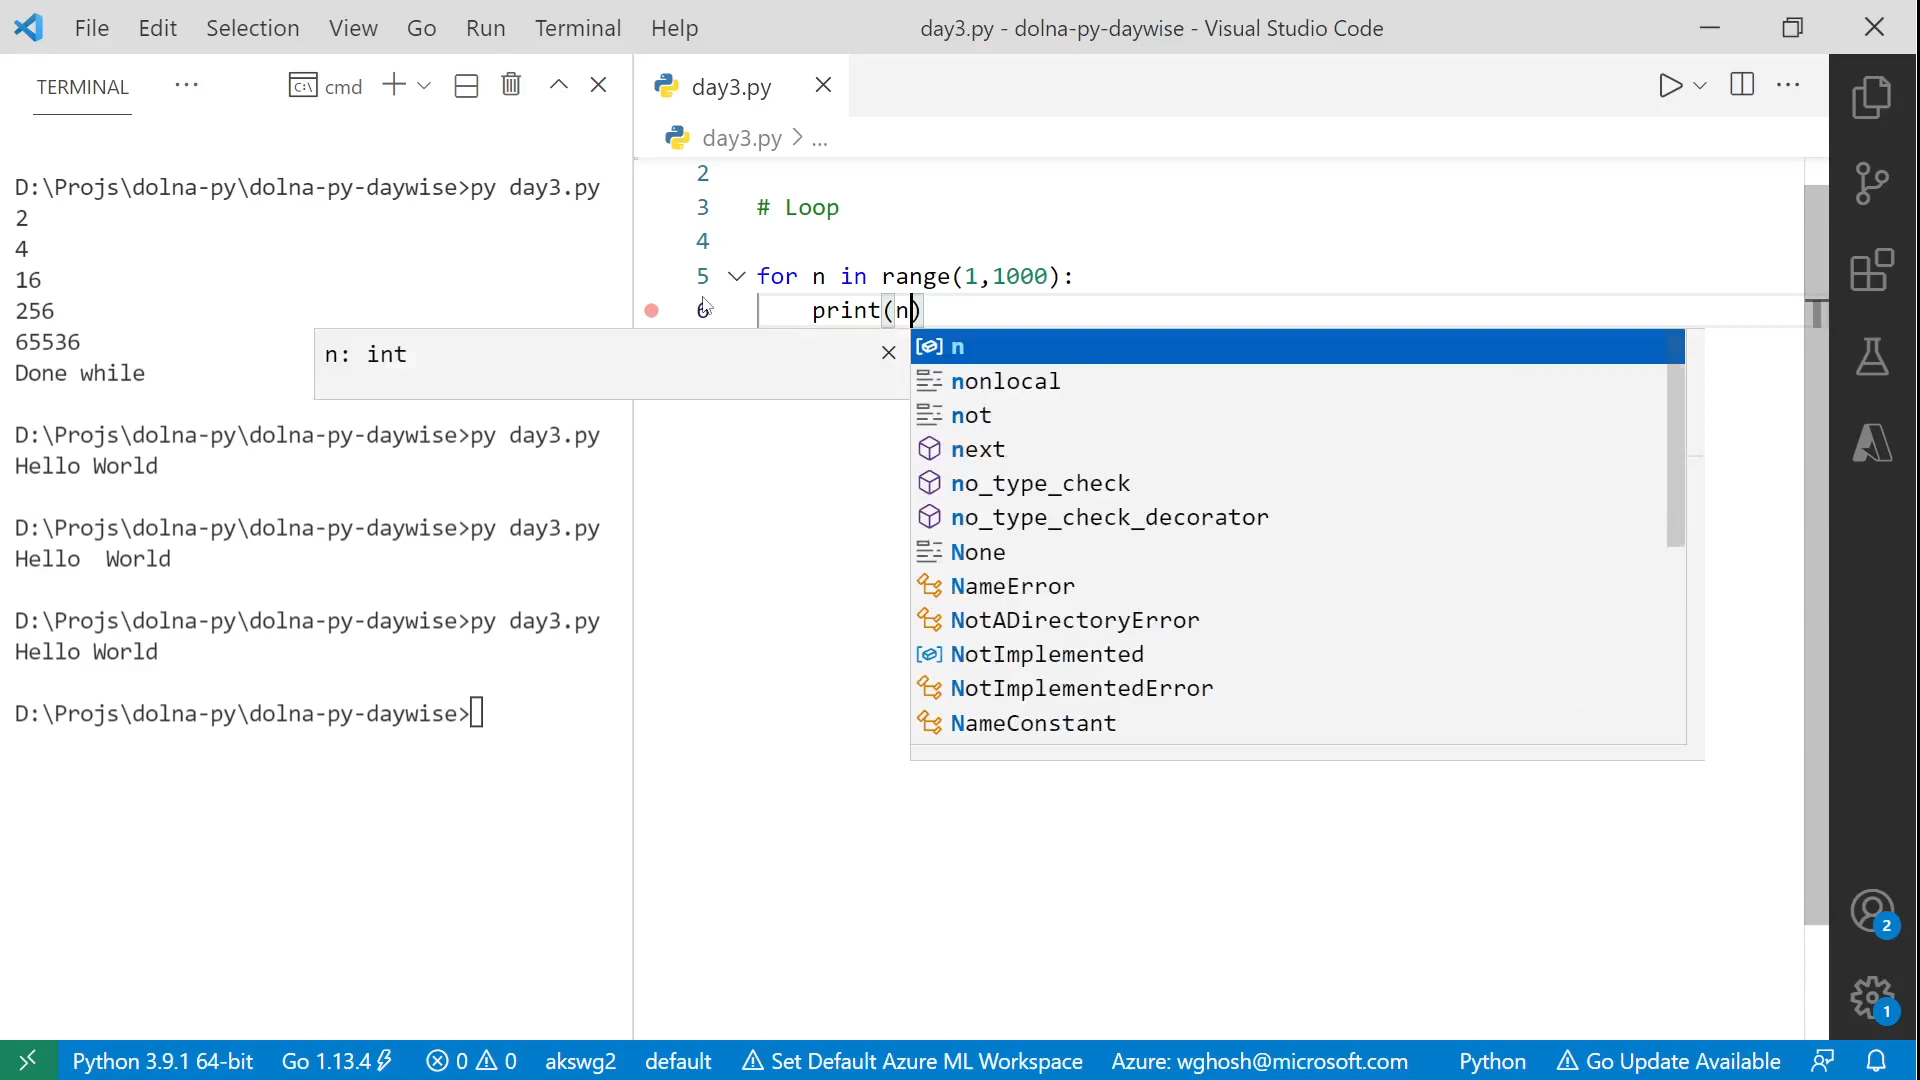 File Edit Selection View Go Run Terminal Help day3.py - dolna-py-daywise - Visual Studio Code
TERMINAL ... cmd
D:\Projs\dolna-py\dolna-py-daywise>py day3.py
2
4
16
256
65536
Done while
D:\Projs\dolna-py\dolna-py-daywise>py day3.py
Hello World
D:\Projs\dolna-py\dolna-py-daywise>py day3.py
Hello  World
D:\Projs\dolna-py\dolna-py-daywise>py day3.py
Hello World
D:\Projs\dolna-py\dolna-py-daywise>
day3.py
day3.py > ...
2
3 # Loop
4
5 for n in range(1,1000):
6 print(n)
n: int
n
nonlocal
not
next
no_type_check
no_type_check_decorator
None
NameError
NotADirectoryError
NotImplemented
NotImplementedError
NameConstant
2
1
Python 3.9.1 64-bit Go 1.13.4 0 0 akswg2 default Set Default Azure ML Workspace Azure: wghosh@microsoft.com Python Go Update Available